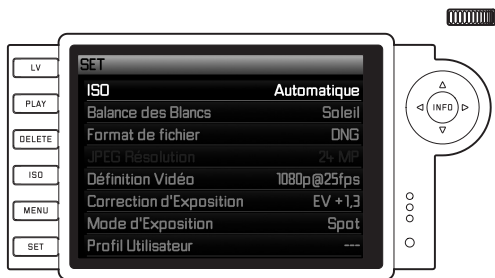 LV
PLAY
DELETE
ISO
MENU
SET
SET
ISO Automatique
Balance des Blancs Soleil
Format de fichier DNG
JPEG Résolution 24 MP
Définition Vidéo 1080p@25fps
Correction d'Exposition EV +1,3
Mode d'Exposition Spot
Profil Utilisateur ---
INFO